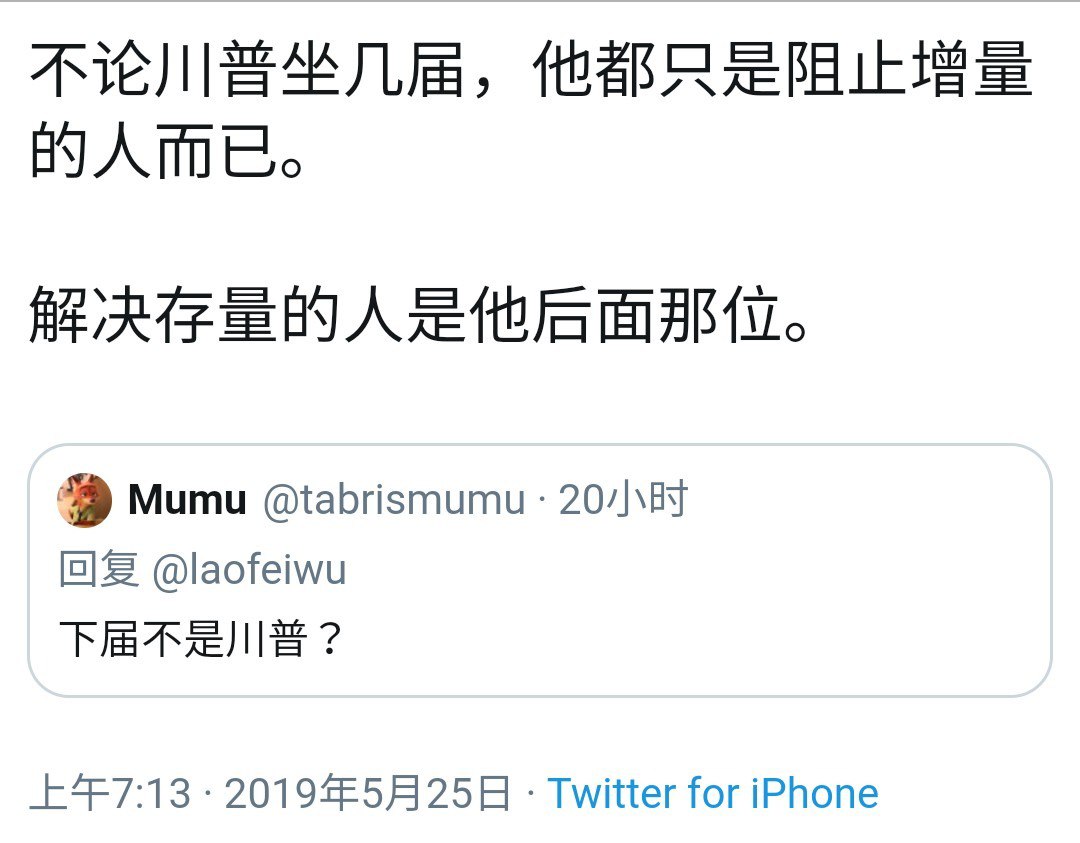 不论川普坐几届，他都只是阻止增量
的人而已。
解决存量的人是他后面那位。
Mumu @tabrismumu · 20小时
回复 @laofeiwu
下届不是川普？
上午7:13 · 2019年5月25日 · Twitter for iPhone